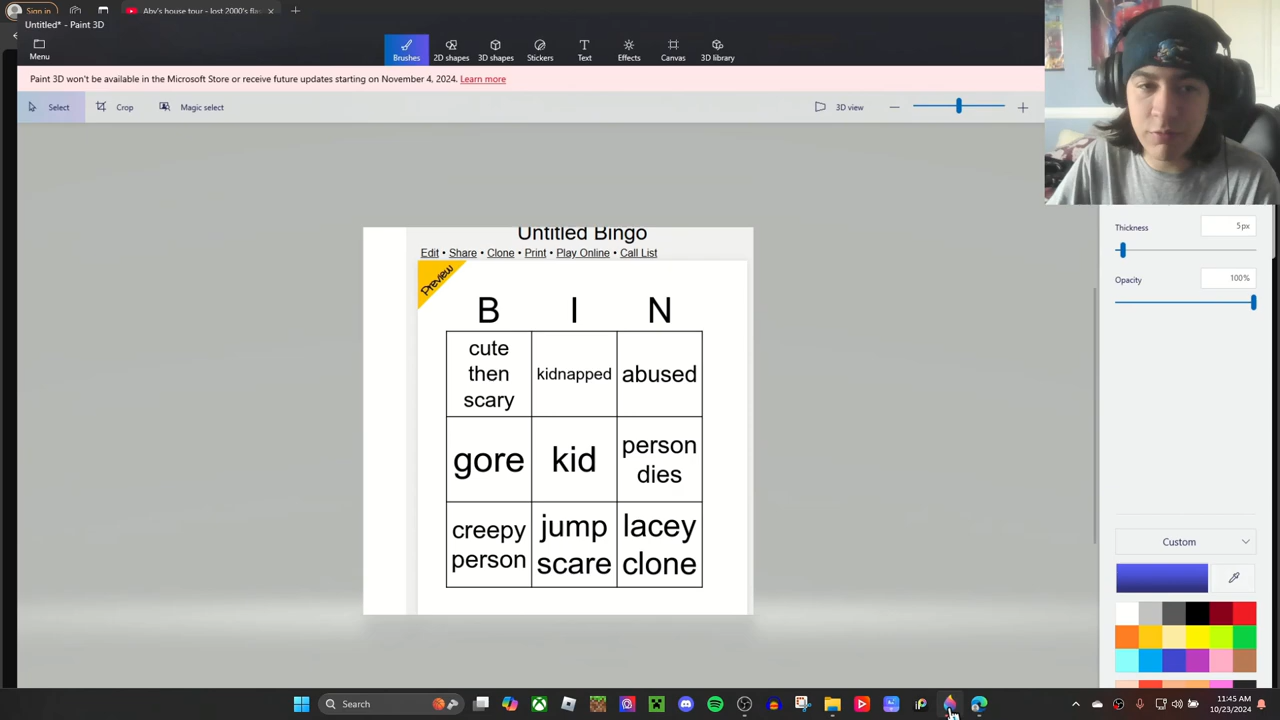 Sign in
Aby's house tour - lost 2000's fla
Untitled* - Paint 3D
Menu
Brushes
2D shapes
3D shapes
Stickers
Text
Effects
Canvas
3D library
Paint 3D won't be available in the Microsoft Store or receive future updates starting on November 4, 2024. Learn more
Select
Crop
Magic select
3D view
Thickness
5px
Opacity
100%
Untitled Bingo
Edit • Share • Clone • Print • Play Online • Call List
Preview
B I N
cute
then
scary
kidnapped
abused
gore
kid
person
dies
creepy
person
jump
scare
lacey
clone
Custom
Search
11:45 AM
10/23/2024